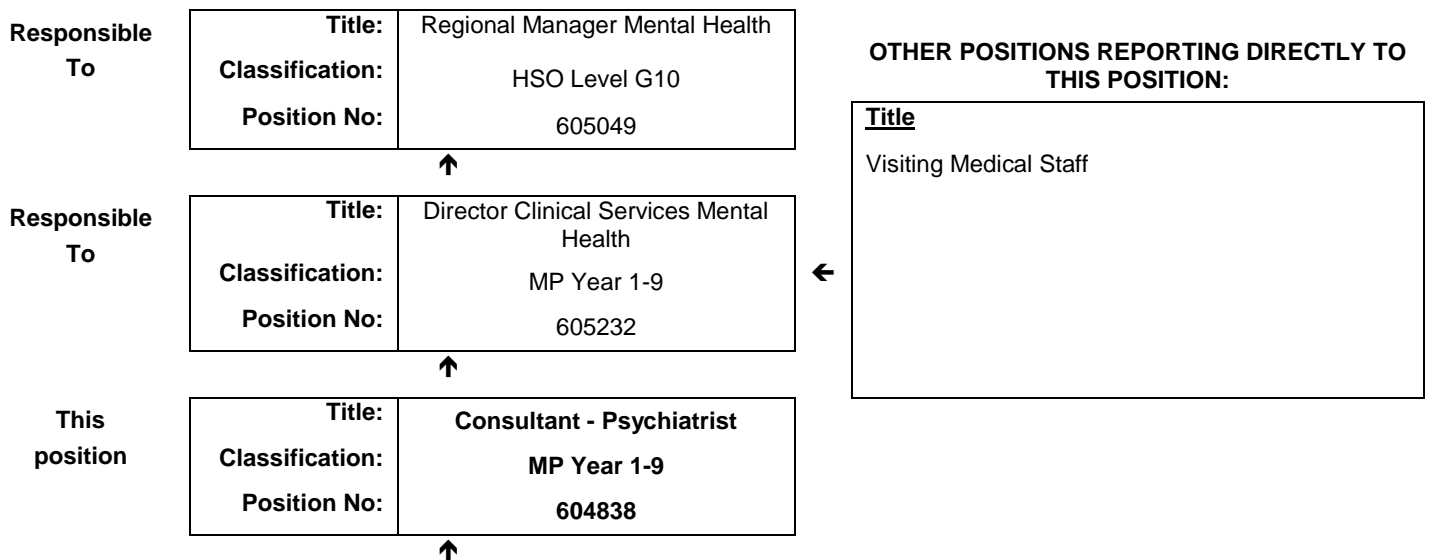 Responsible
To
Title: Regional Manager Mental Health
Classification: HSO Level G10
Position No: 605049
OTHER POSITIONS REPORTING DIRECTLY TO
THIS POSITION:
Title
Visiting Medical Staff
↑
Responsible
To
Title: Director Clinical Services Mental
Health
Classification: MP Year 1-9
Position No: 605232
←
↑
This
position
Title: Consultant - Psychiatrist
Classification: MP Year 1-9
Position No: 604838
↑